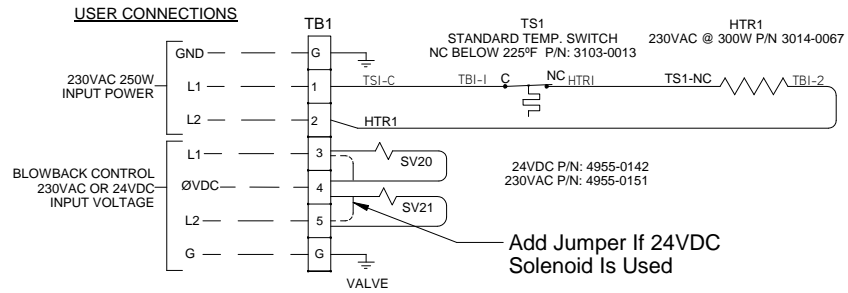 USER CONNECTIONS
TB1
TS1
STANDARD TEMP. SWITCH
NC BELOW 225ºF P/N: 3103-0013
HTR1
230VAC @ 300W P/N 3014-0067
GND
G
230VAC 250W
INPUT POWER
L1
1
TSI-C
TBI-I
C
NC
HTRI
TS1-NC
TBI-2
L2
2
HTR1
BLOWBACK CONTROL
230VAC OR 24VDC
INPUT VOLTAGE
L1
3
SV20
24VDC P/N: 4955-0142
230VAC P/N: 4955-0151
ØVDC
4
SV21
L2
5
Add Jumper If 24VDC
Solenoid Is Used
G
G
VALVE